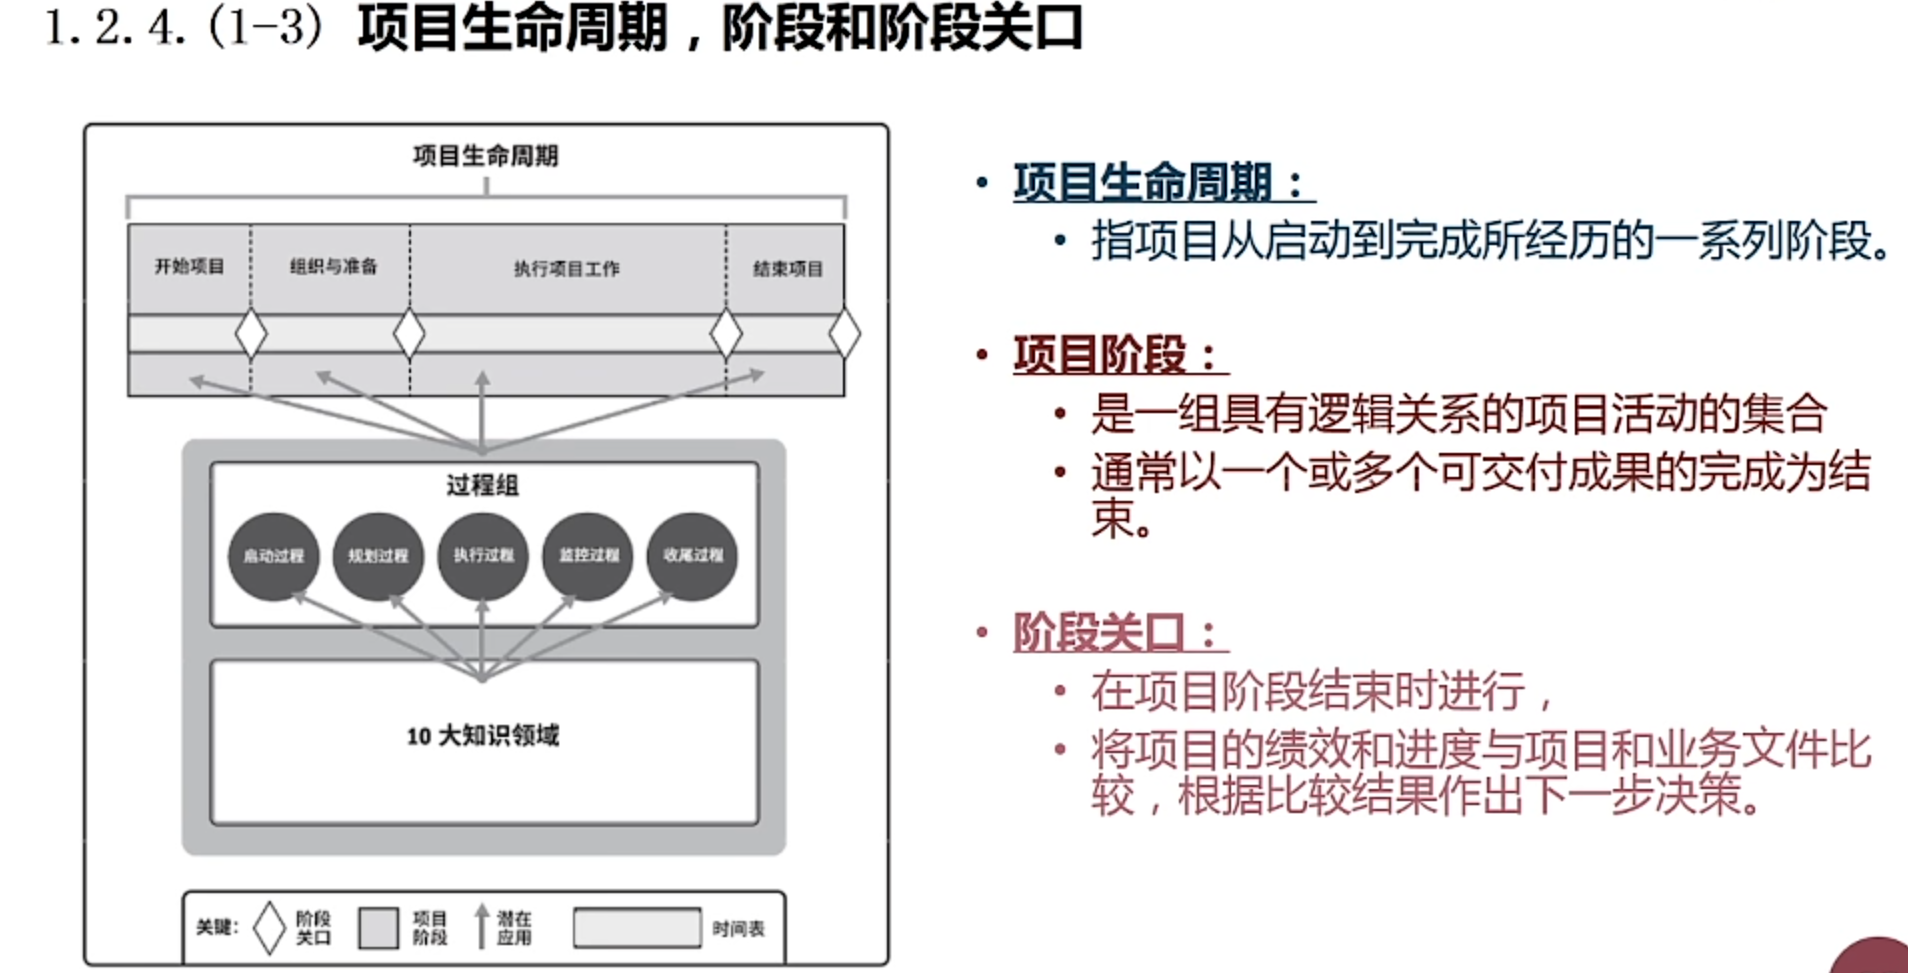 1.2.4.(1-3) 项目生命周期，阶段和阶段关口
项目生命周期
开始项目
组织与准备
执行项目工作
结束项目
过程组
启动过程
规划过程
执行过程
监控过程
收尾过程
10 大知识领域
关键：
阶段
关口
项目
阶段
潜在
应用
时间表
• 项目生命周期：
• 指项目从启动到完成所经历的一系列阶段。
• 项目阶段：
• 是一组具有逻辑关系的项目活动的集合
• 通常以一个或多个可交付成果的完成为结
束。
• 阶段关口：
• 在项目阶段结束时进行，
• 将项目的绩效和进度与项目和业务文件比
较，根据比较结果作出下一步决策。